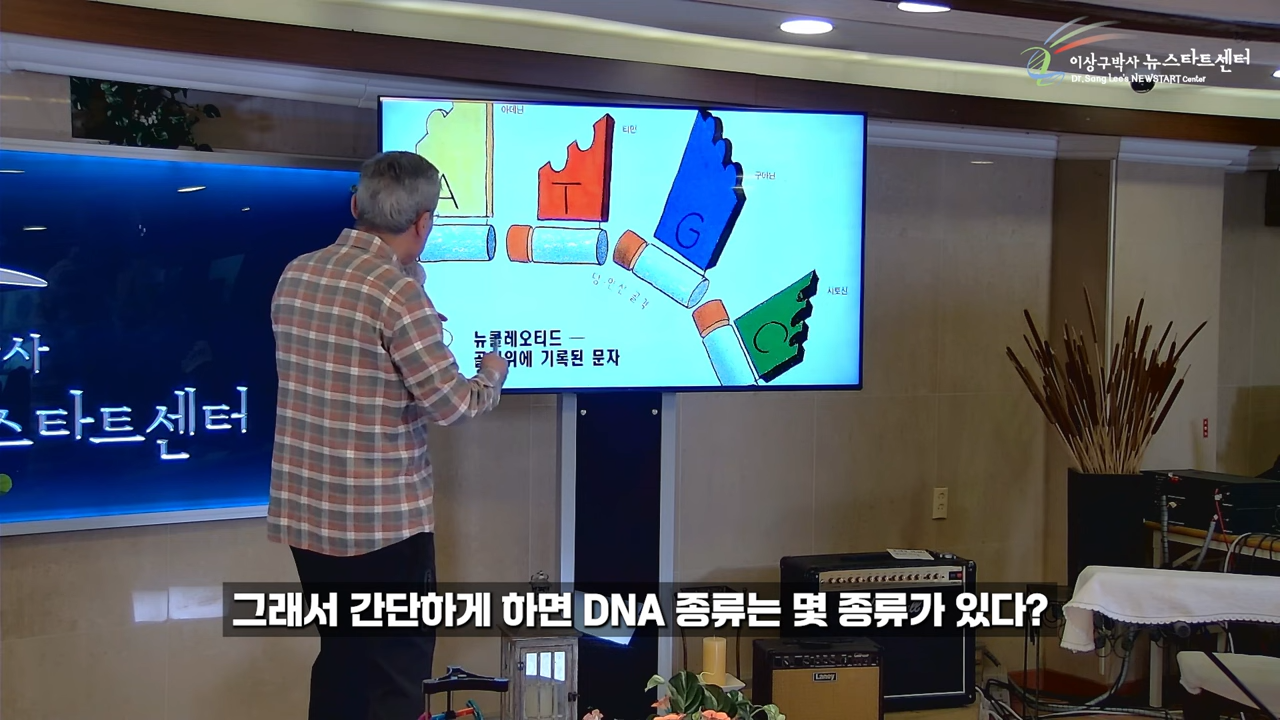 이상구박사 뉴스타트센터
Dr.Sang Lee's NEWSTART Center
아데닌
티민
구아닌
시토신
A
T
G
C
당·인산 골격
뉴클레오티드 —
위에 기록된 문자
사
스타트센터
Laney
그래서 간단하게 하면 DNA 종류는 몇 종류가 있다?